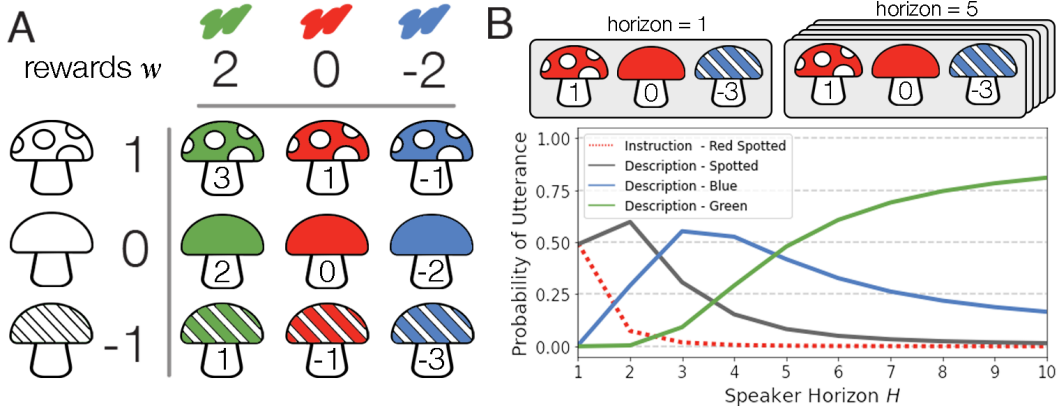 A
rewards w
2 0 -2
1
3 1 -1
0
2 0 -2
-1
1 -1 -3
B
horizon = 1
horizon = 5
1 0 -3
1 0 -3
Probability of Utterance
1.00
0.75
0.50
0.25
0.00
Instruction - Red Spotted
Description - Spotted
Description - Blue
Description - Green
1 2 3 4 5 6 7 8 9 10
Speaker Horizon H